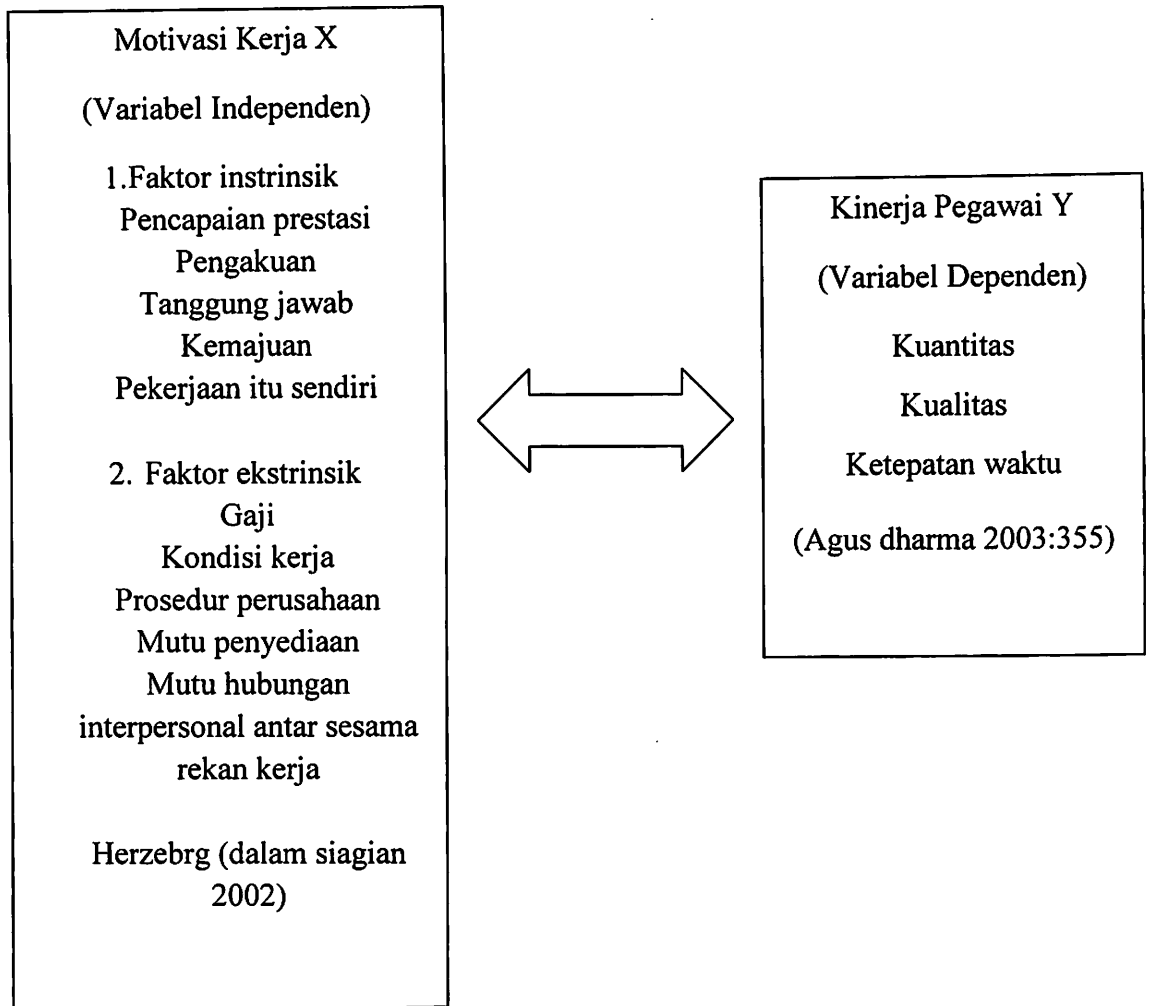 Motivasi Kerja X
(Variabel Independen)
1.Faktor instrinsik
Pencapaian prestasi
Pengakuan
Tanggung jawab
Kemajuan
Pekerjaan itu sendiri
2. Faktor ekstrinsik
Gaji
Kondisi kerja
Prosedur perusahaan
Mutu penyediaan
Mutu hubungan
interpersonal antar sesama
rekan kerja
Herzebrg (dalam siagian
2002)
Kinerja Pegawai Y
(Variabel Dependen)
Kuantitas
Kualitas
Ketepatan waktu
(Agus dharma 2003:355)